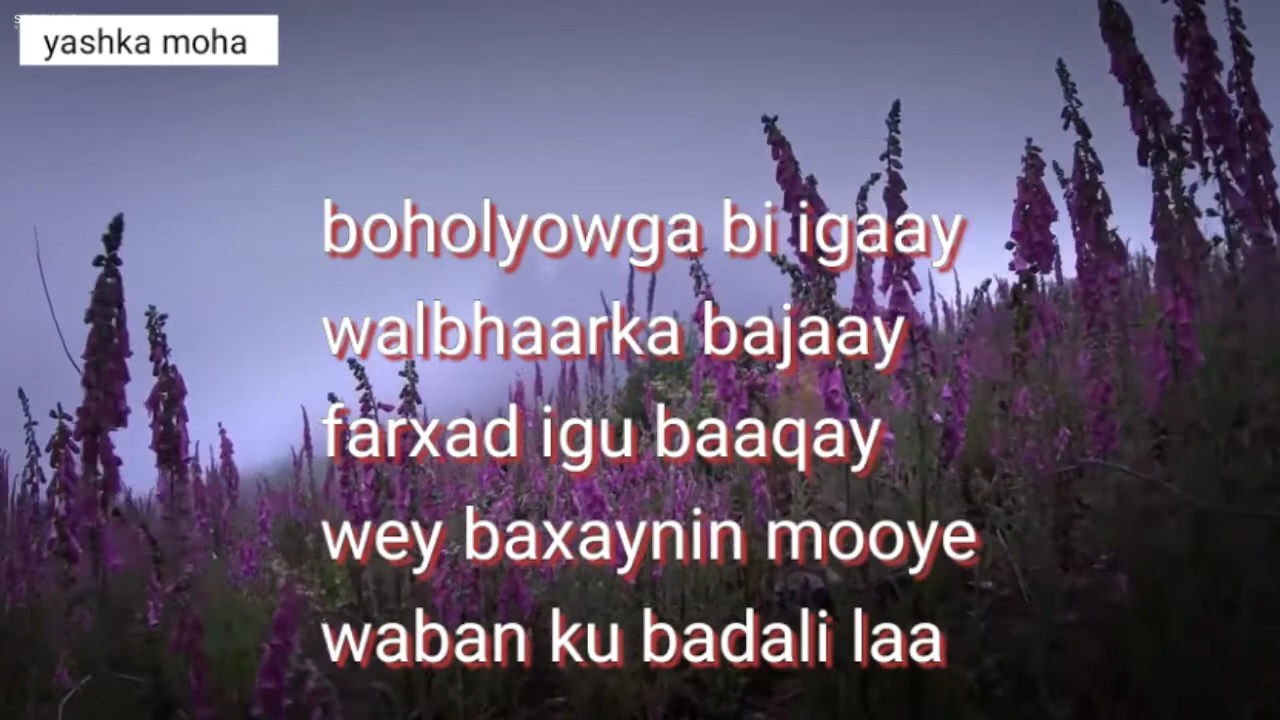 yashka moha
boholyowga bi igaay
walbhaarka bajaay
farxad igu baaqay
wey baxaynin mooye
waban ku badali laa